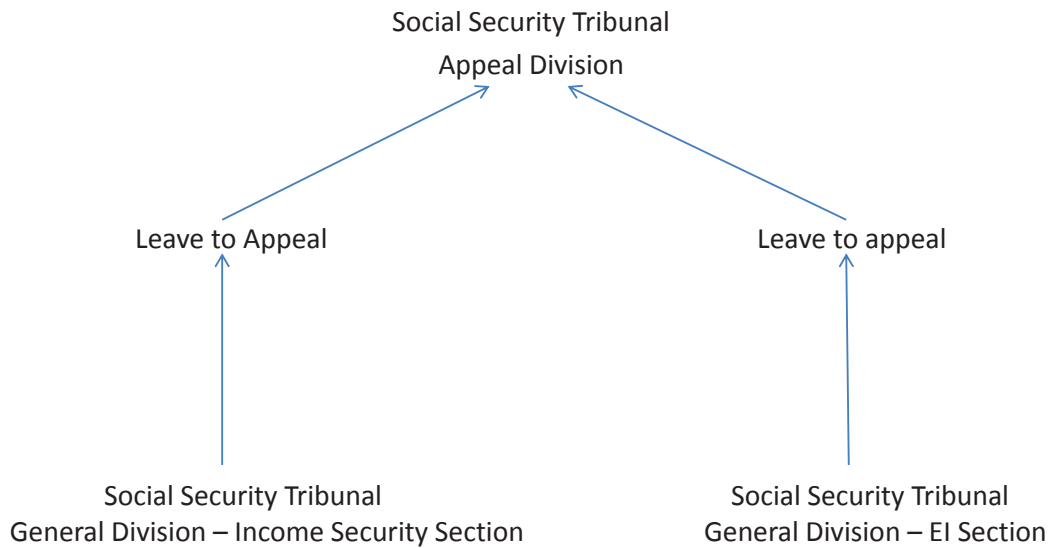 Social Security Tribunal
Appeal Division
Leave to Appeal
Leave to appeal
Social Security Tribunal
General Division – Income Security Section
Social Security Tribunal
General Division – EI Section